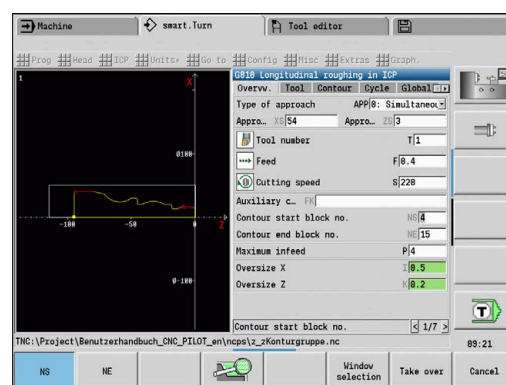 Machine
smart.Turn
Tool editor
Prog Head ICP Units» Go to Config Misc Extras Graph.
1
X
G810 Longitudinal roughing in ICP
Overvw. Tool Contour Cycle Global
Type of approach APP 0: Simultaneou
Appro… XS 54 Appro… ZS 3
Tool number T 1
Feed F 0.4
Cutting speed S 220
Auxiliary c… FK
Contour start block no. NS 4
Contour end block no. NE 15
Maximum infeed P 4
Oversize X I 0.5
Oversize Z K 0.2
Ø100-
-100 -50 0 Z
Ø-100
Contour start block no. < 1/7 >
TNC:\Project\Benutzerhandbuch_CNC_PILOT_en\ncps\z_zKonturgruppe.nc
T
09:21
NS
NE
Window selection
Take over
Cancel